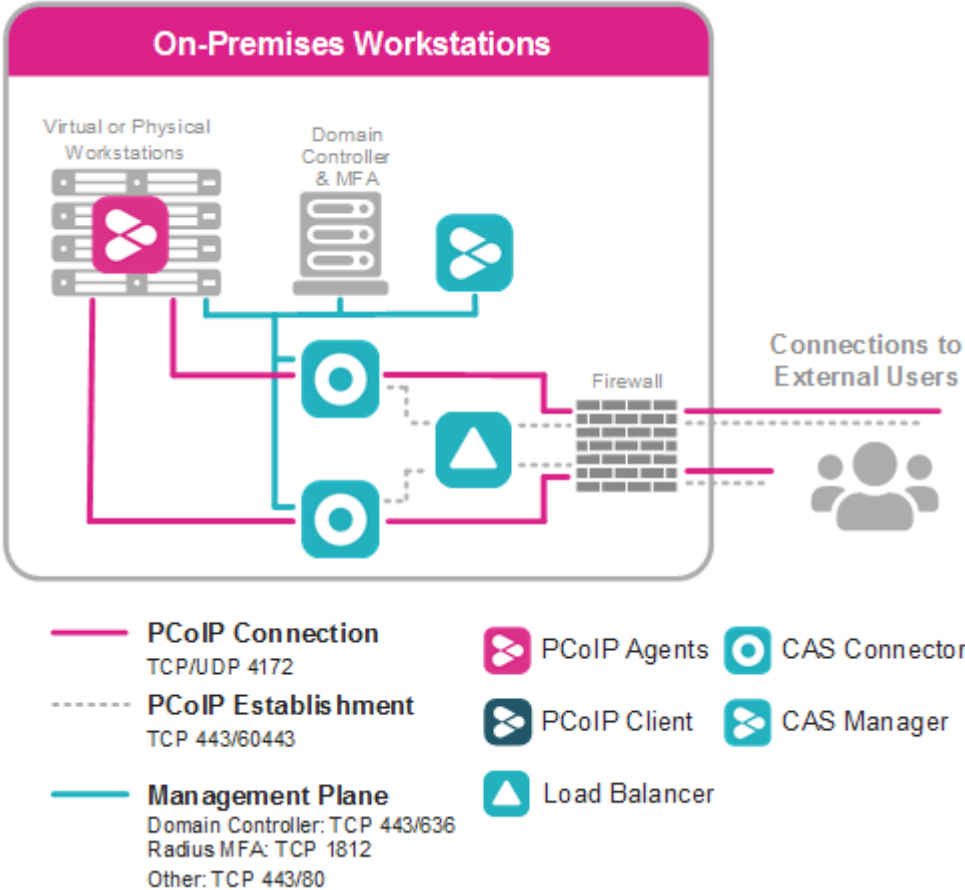 On-Premises Workstations
Virtual or Physical
Workstations
Domain
Controller
& MFA
Connections to
External Users
Firewall
PCoIP Connection
TCP/UDP 4172
PCoIP Establishment
TCP 443/60443
Management Plane
Domain Controller: TCP 443/636
Radius MFA: TCP 1812
Other: TCP 443/80
PCoIP Agents
CAS Connector
PCoIP Client
CAS Manager
Load Balancer